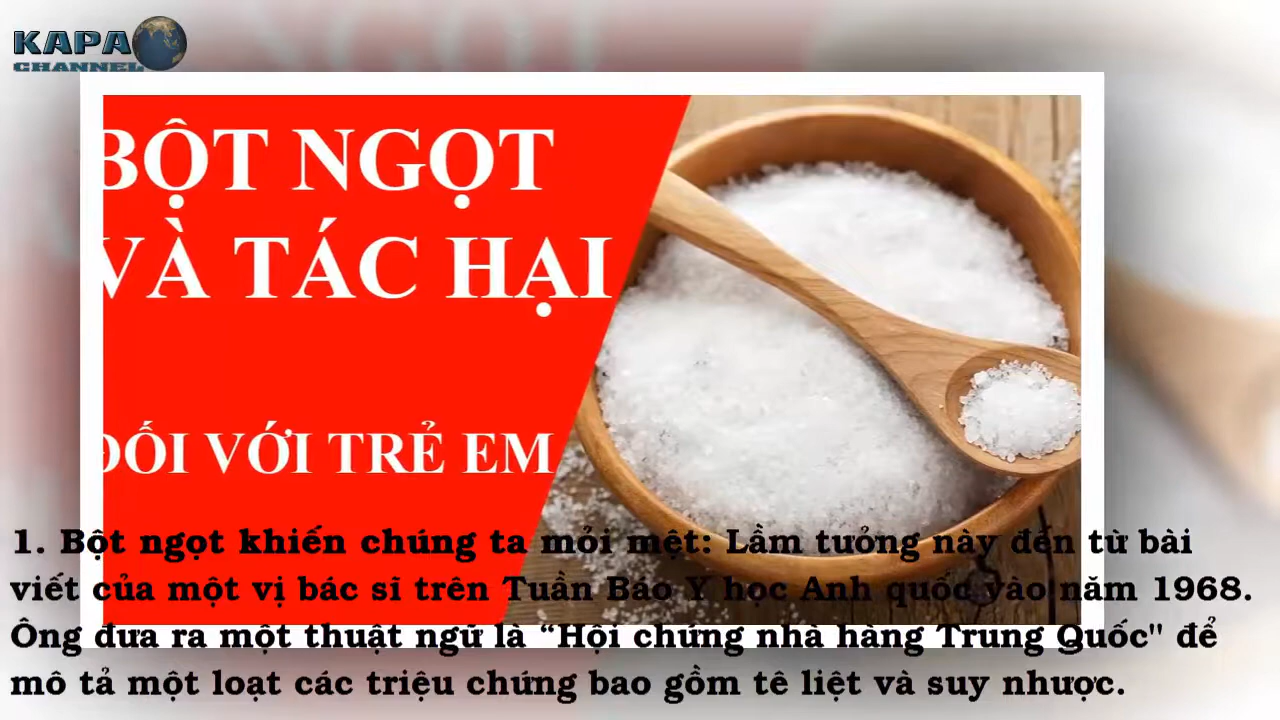 KAPA
CHANNEL
BỘT NGỌT
VÀ TÁC HẠI
ĐỐI VỚI TRẺ EM
1. Bột ngọt khiến chúng ta mỏi mệt: Lầm tưởng này đến từ bài
viết của một vị bác sĩ trên Tuần Báo Y học Anh quốc vào năm 1968.
Ông đưa ra một thuật ngữ là “Hội chứng nhà hàng Trung Quốc" để
mô tả một loạt các triệu chứng bao gồm tê liệt và suy nhược.